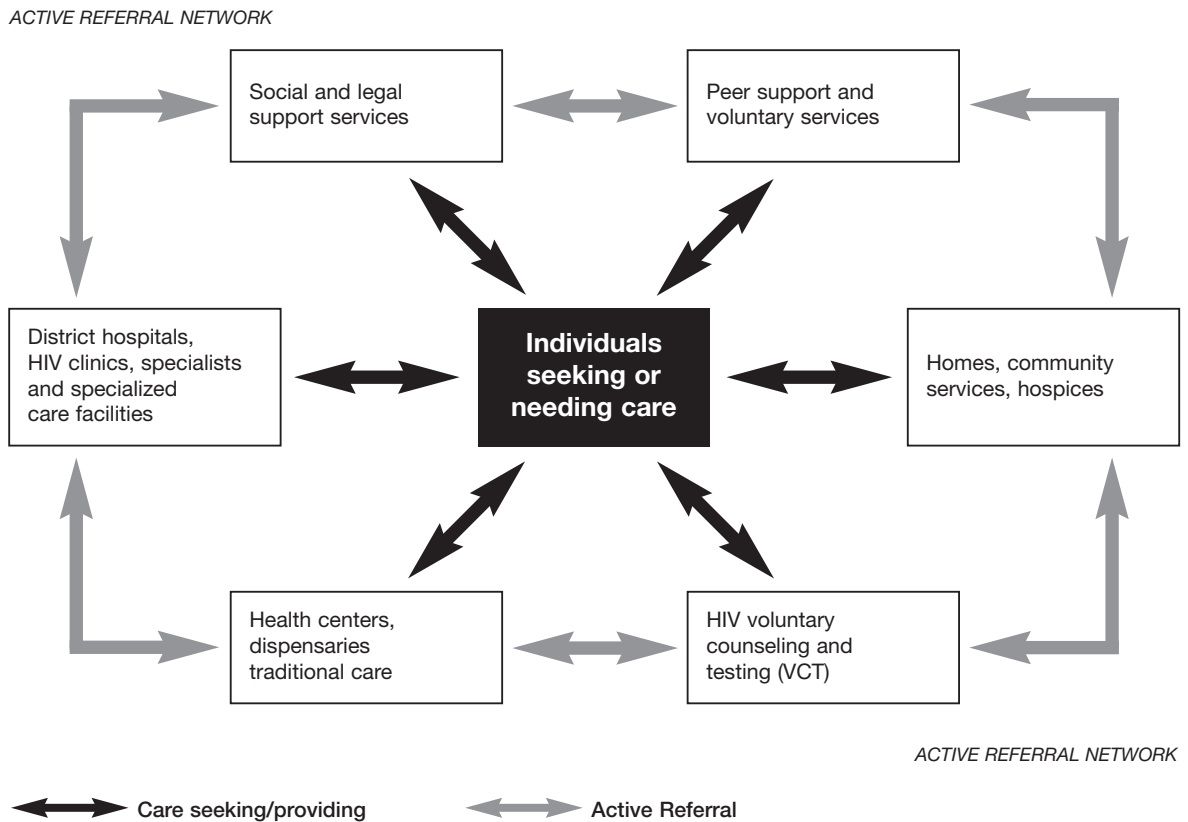 ACTIVE REFERRAL NETWORK
Social and legal
support services
Peer support and
voluntary services
District hospitals,
HIV clinics, specialists
and specialized
care facilities
Individuals
seeking or
needing care
Homes, community
services, hospices
Health centers,
dispensaries
traditional care
HIV voluntary
counseling and
testing (VCT)
ACTIVE REFERRAL NETWORK
Care seeking/providing
Active Referral